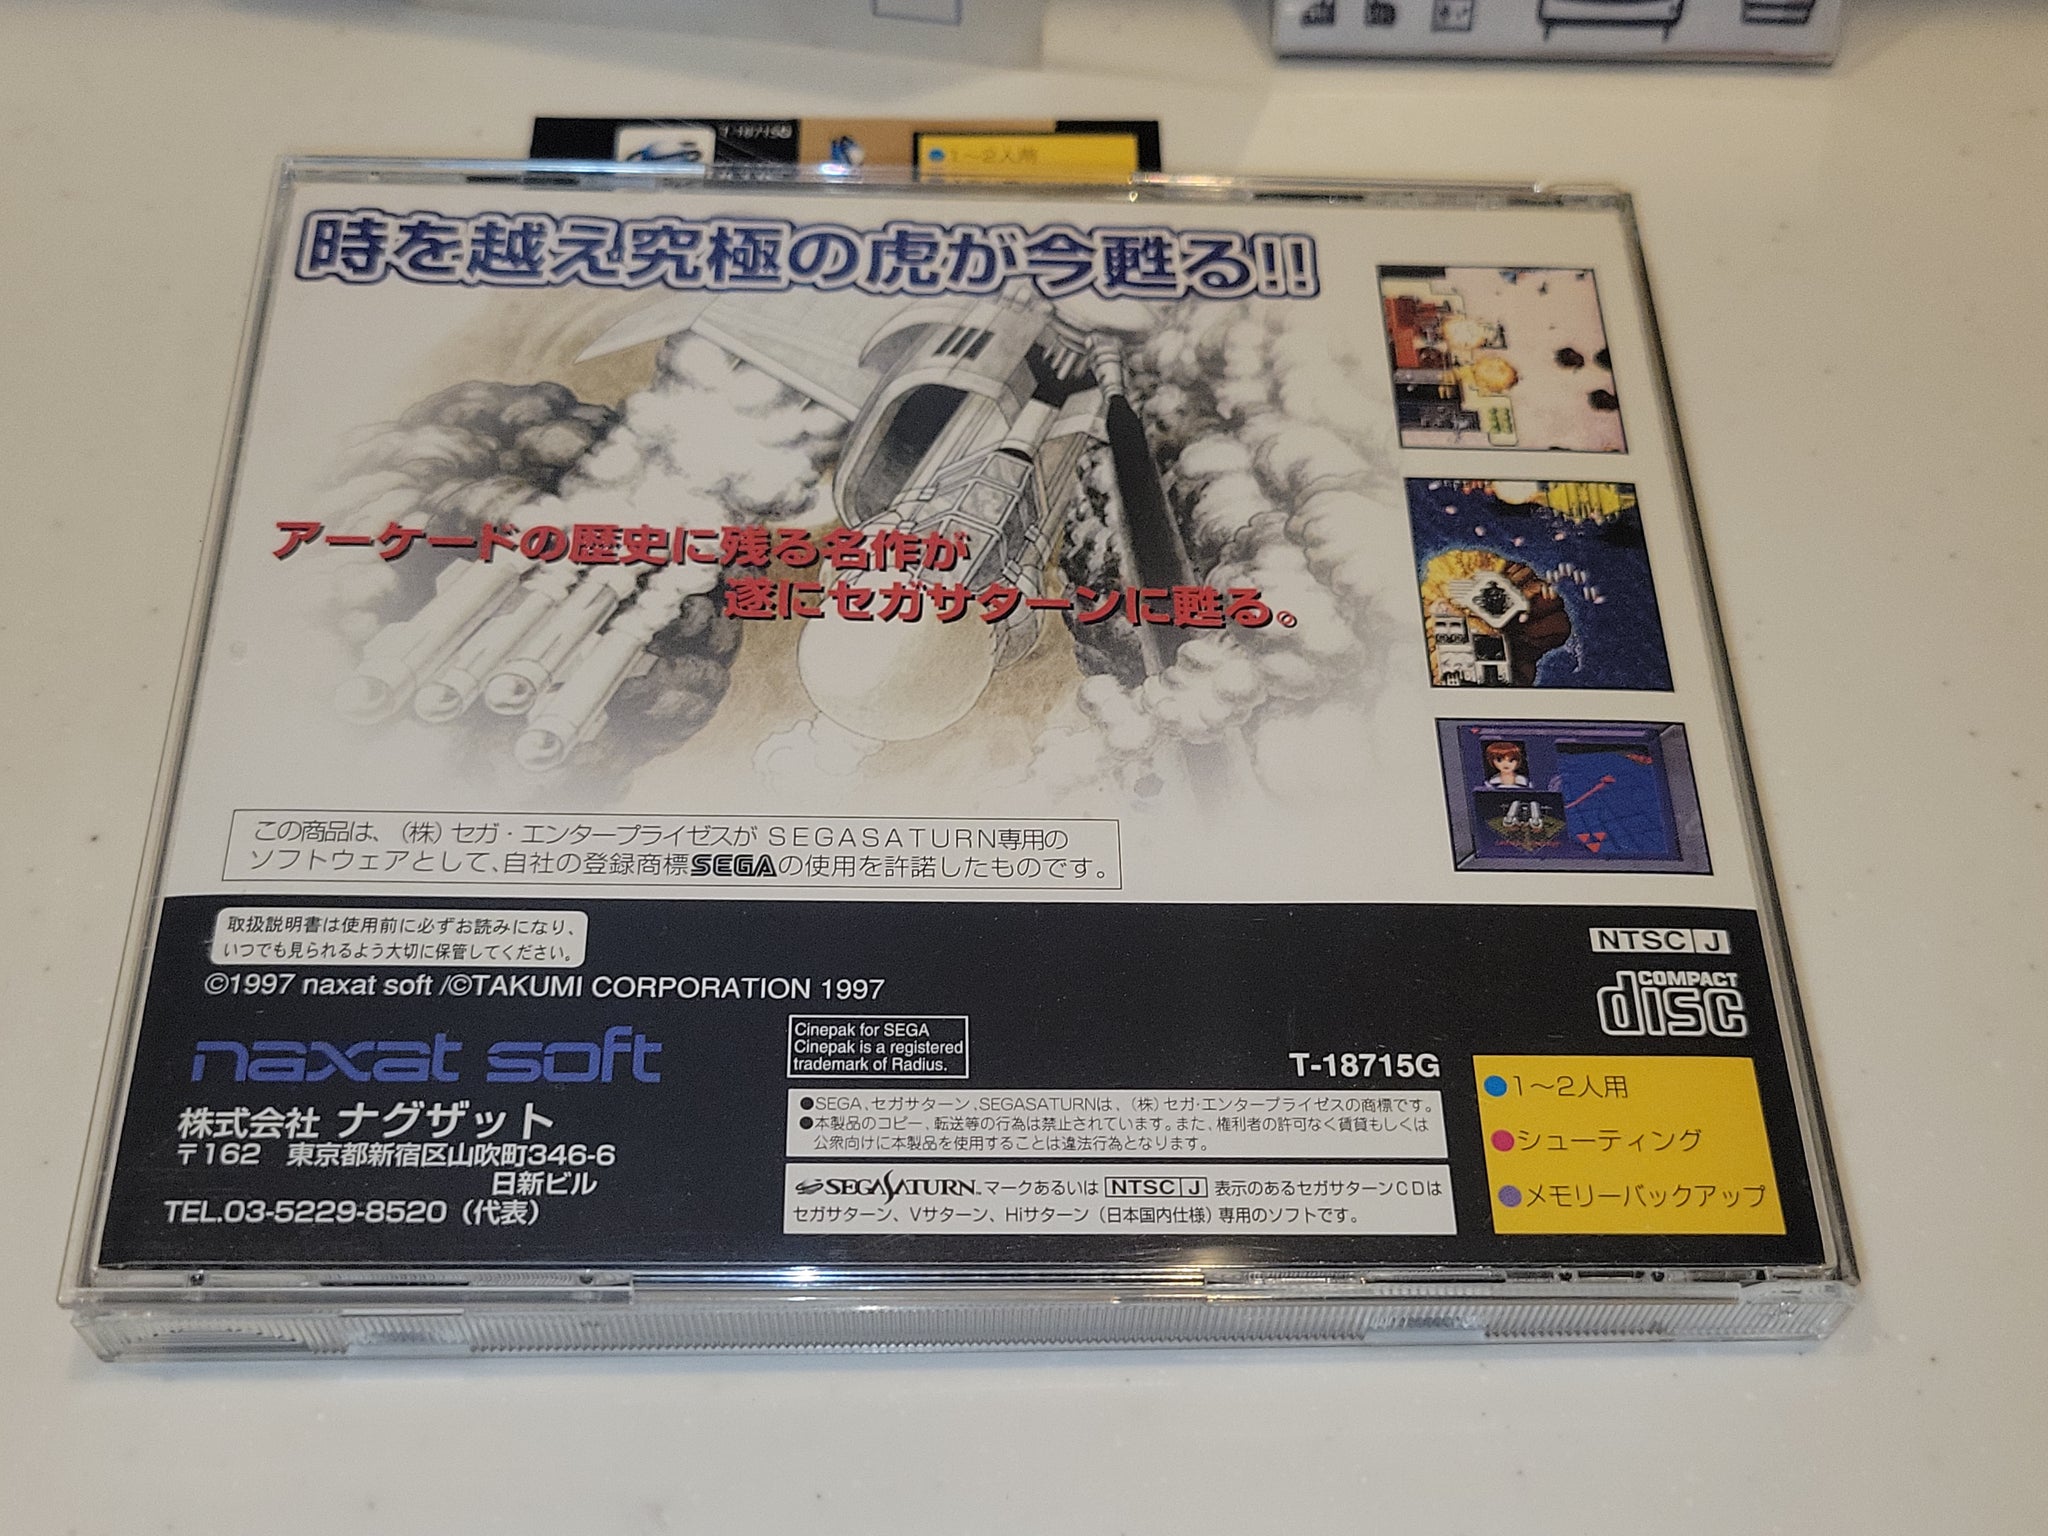 T-18715G
●1〜2人用
時を越え究極の虎が今甦る!!
アーケードの歴史に残る名作が
遂にセガサターンに甦る。
この商品は、(株)セガ・エンタープライゼスがSEGASATURN専用の
ソフトウェアとして、自社の登録商標SEGAの使用を許諾したものです。
取扱説明書は使用前に必ずお読みになり、
いつでも見られるよう大切に保管してください。
©1997 naxat soft /©TAKUMI CORPORATION 1997
naxat soft
株式会社 ナグザット
〒162 東京都新宿区山吹町346-6
日新ビル
TEL.03-5229-8520(代表)
Cinepak for SEGA
Cinepak is a registered
trademark of Radius.
T-18715G
●SEGA、セガサターン、SEGASATURNは、(株)セガ・エンタープライゼスの商標です。
●本製品のコピー、転送等の行為は禁止されています。また、権利者の許可なく賃貸もしくは
公衆向けに本製品を使用することは違法行為となります。
SEGASATURN™マークあるいは NTSC J 表示のあるセガサターンCDは
セガサターン、Vサターン、Hiサターン(日本国内仕様)専用のソフトです。
NTSC J
COMPACT
disc
●1〜2人用
●シューティング
●メモリーバックアップ